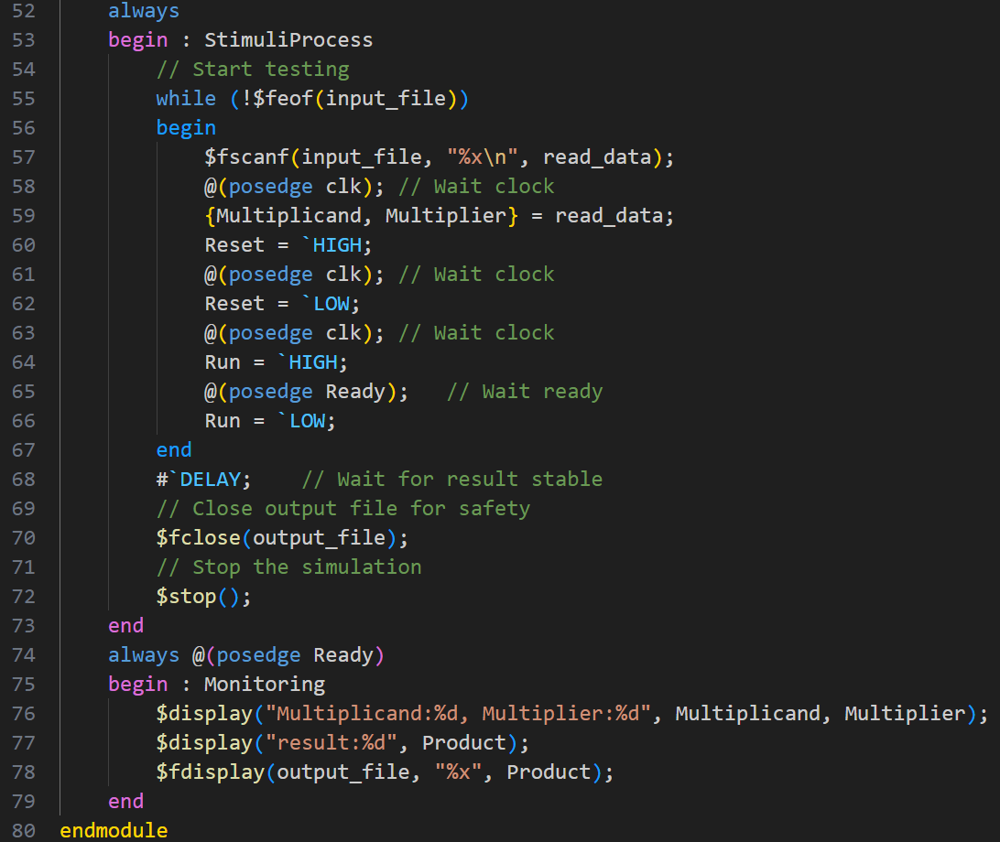 52 always
53 begin : StimuliProcess
54 // Start testing
55 while (!$feof(input_file))
56 begin
57 $fscanf(input_file, "%x\n", read_data);
58 @(posedge clk); // Wait clock
59 {Multiplicand, Multiplier} = read_data;
60 Reset = `HIGH;
61 @(posedge clk); // Wait clock
62 Reset = `LOW;
63 @(posedge clk); // Wait clock
64 Run = `HIGH;
65 @(posedge Ready); // Wait ready
66 Run = `LOW;
67 end
68 #`DELAY; // Wait for result stable
69 // Close output file for safety
70 $fclose(output_file);
71 // Stop the simulation
72 $stop();
73 end
74 always @(posedge Ready)
75 begin : Monitoring
76 $display("Multiplicand:%d, Multiplier:%d", Multiplicand, Multiplier);
77 $display("result:%d", Product);
78 $fdisplay(output_file, "%x", Product);
79 end
80 endmodule